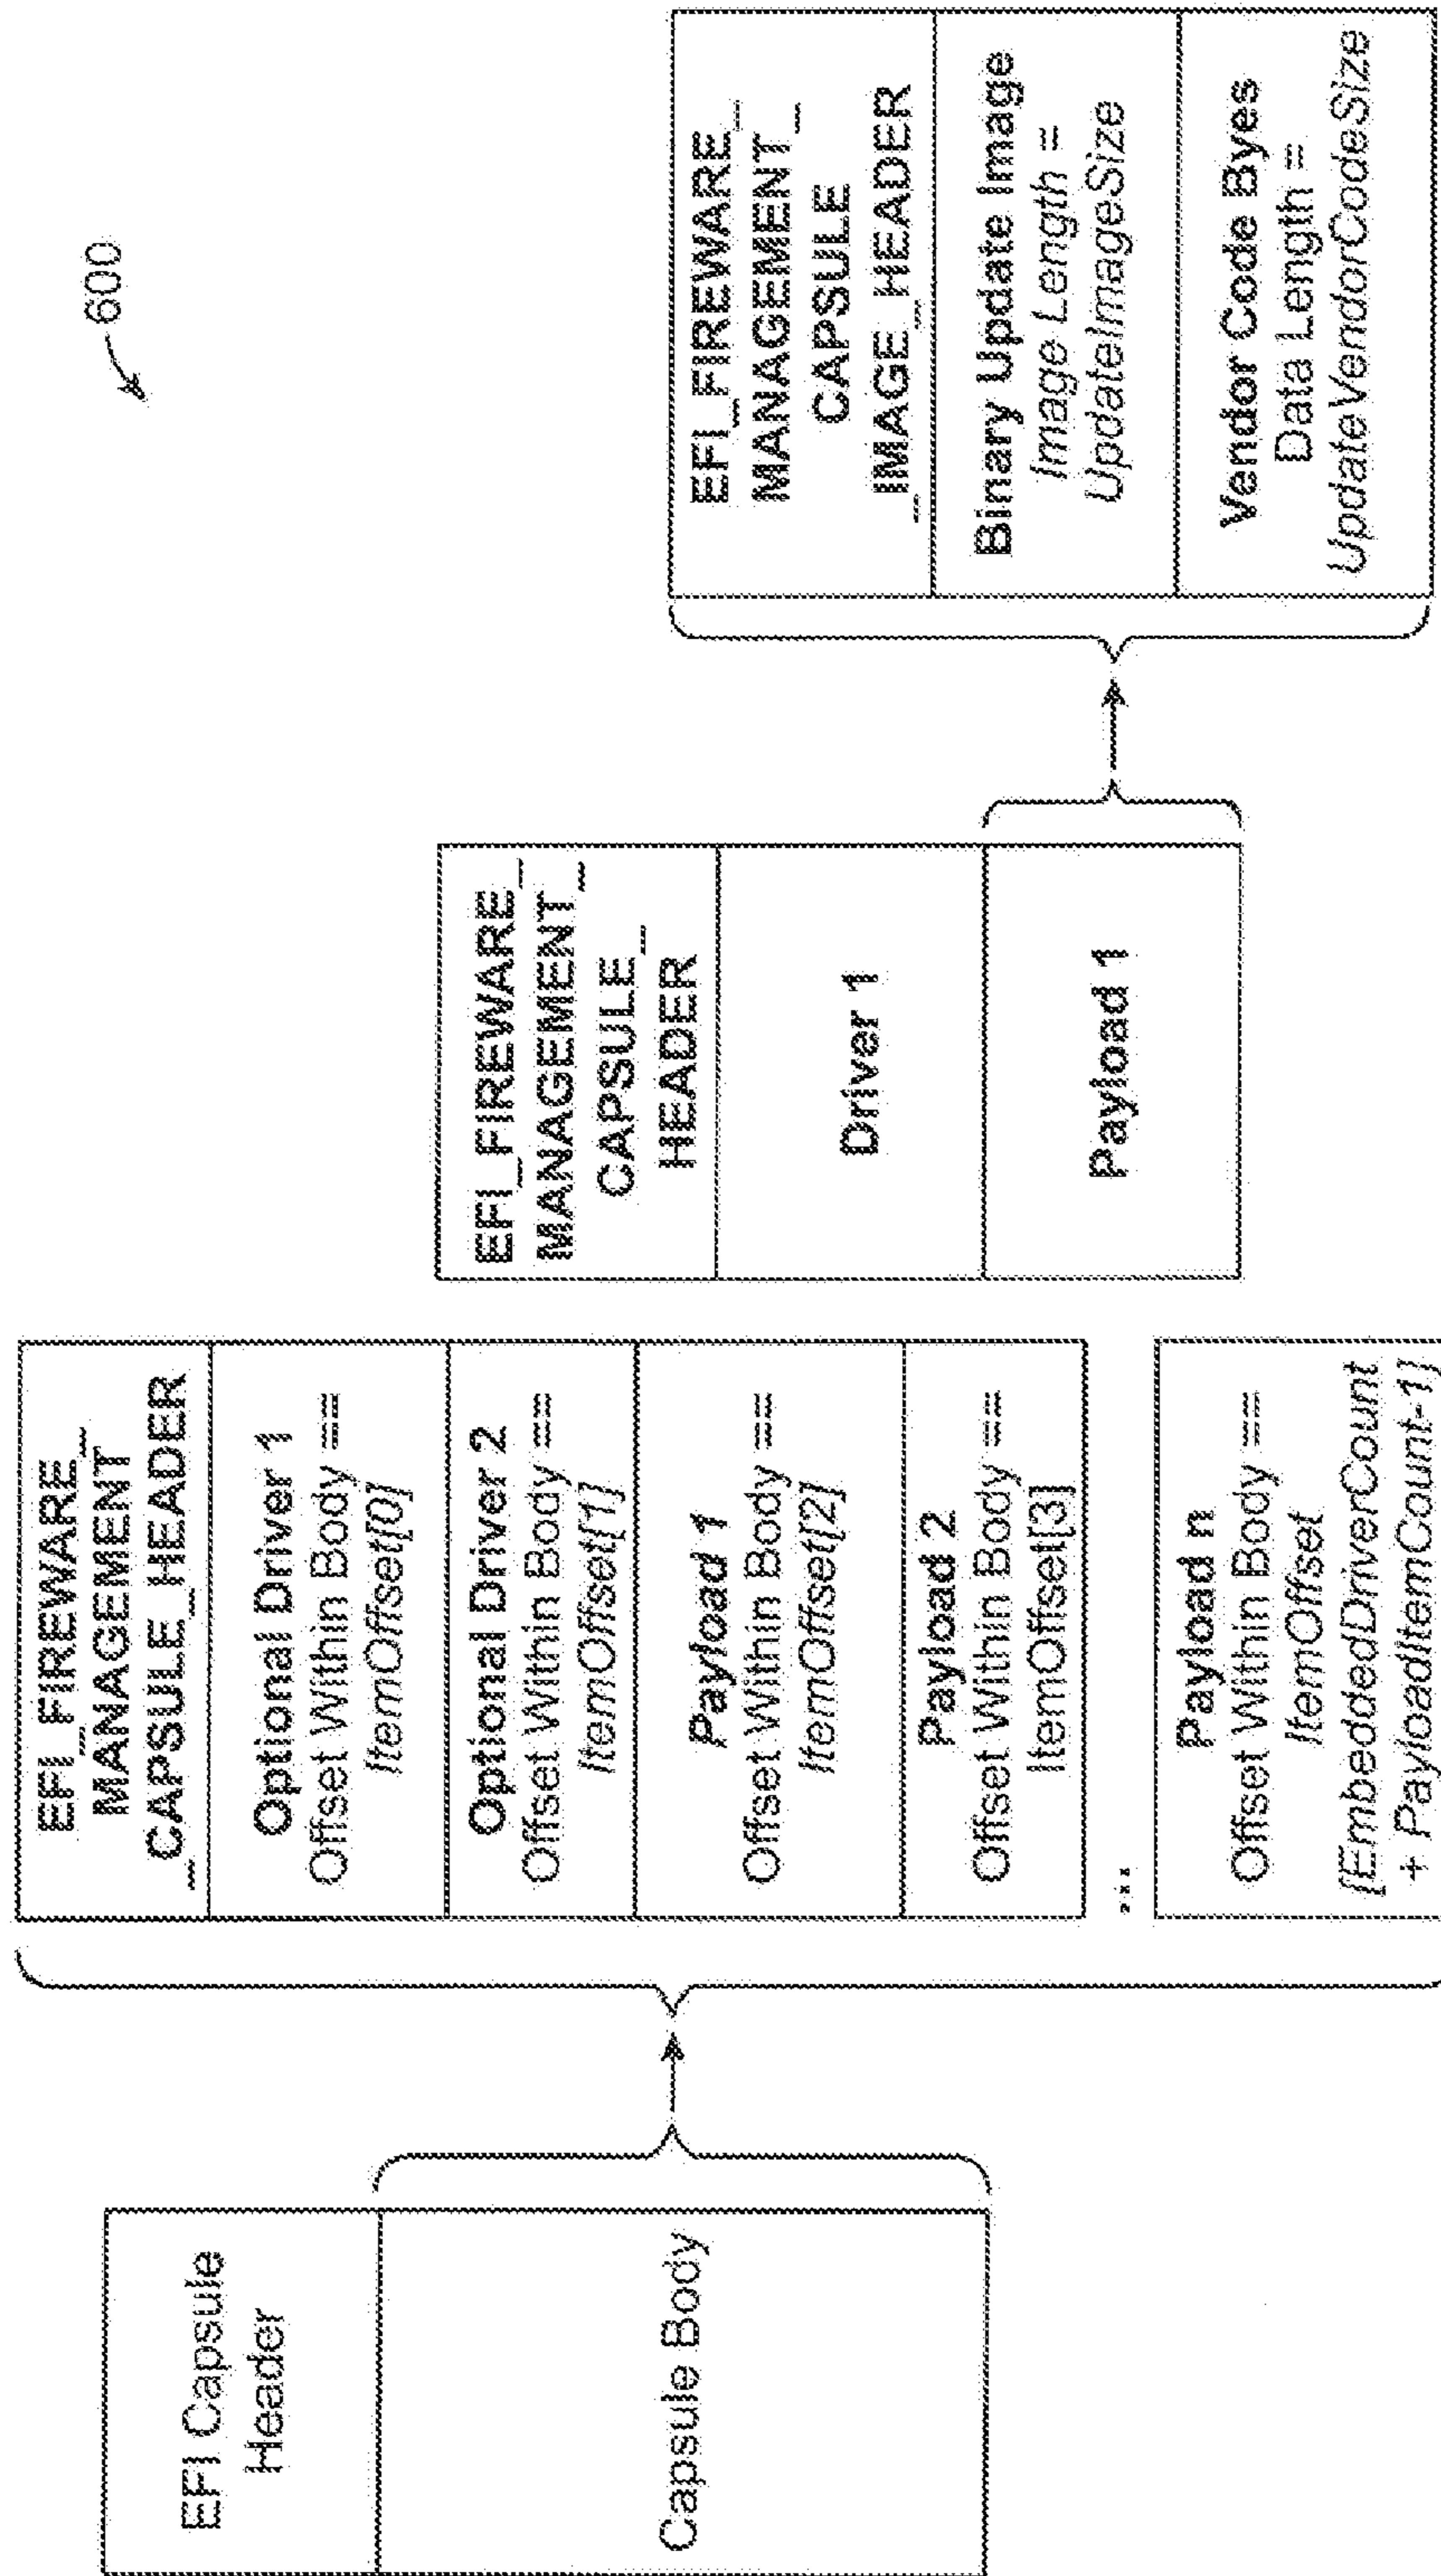 600
EFI Capsule
Header
Capsule Body
EFI_FIREWARE_
MANAGEMENT
_CAPSULE_HEADER
Optional Driver 1
Offset Within Body ==
ItemOffset[0]
Optional Driver 2
Offset Within Body ==
ItemOffset[1]
Payload 1
Offset Within Body ==
ItemOffset[2]
Payload 2
Offset Within Body ==
ItemOffset[3]
...
Payload n
Offset Within Body ==
ItemOffset
[EmbeddedDriverCount
+ PayloadItemCount-1]
EFI_FIREWARE_
MANAGEMENT_
CAPSULE_
HEADER
Driver 1
Payload 1
EFI_FIREWARE_
MANAGEMENT_
CAPSULE
_IMAGE_HEADER
Binary Update Image
Image Length =
UpdateImageSize
Vendor Code Byes
Data Length =
UpdateVendorCodeSize